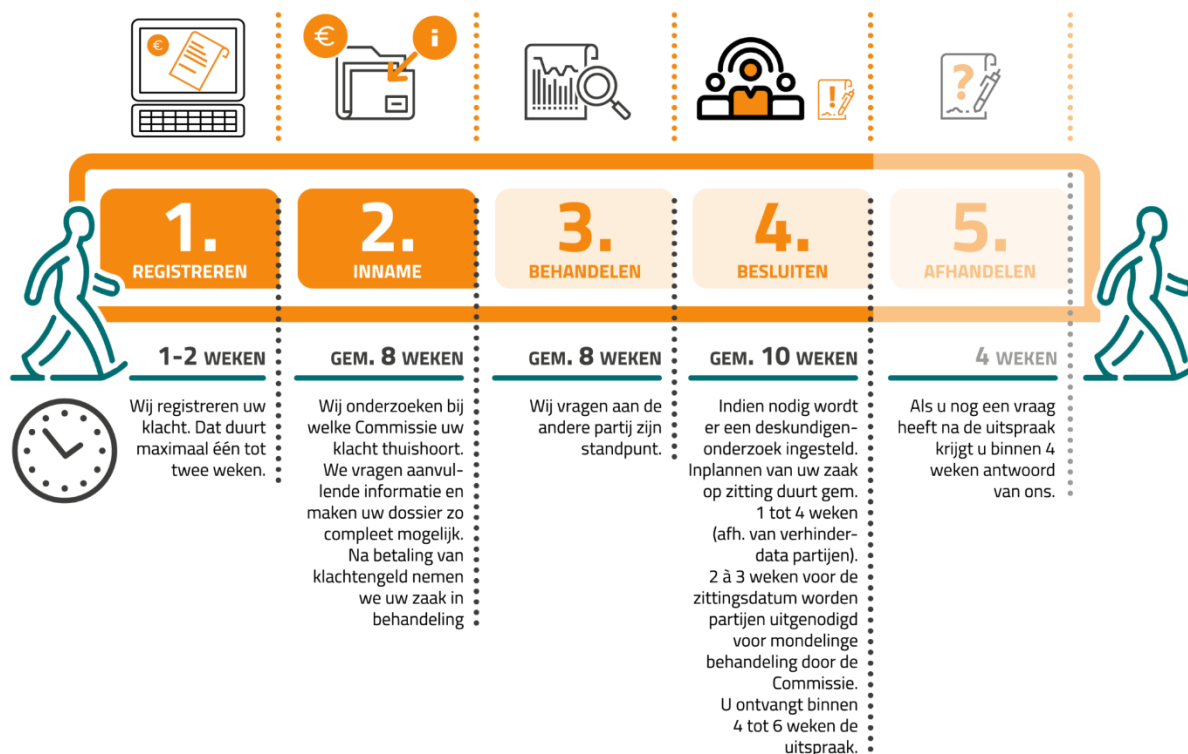 €
€
i
!
?
1.
REGISTREREN
2.
INNAME
3.
BEHANDELEN
4.
BESLUITEN
5.
AFHANDELEN
1-2 WEKEN
GEM. 8 WEKEN
GEM. 8 WEKEN
GEM. 10 WEKEN
4 WEKEN
Wij registreren uw
klacht. Dat duurt
maximaal één tot
twee weken.
Wij onderzoeken bij
welke Commissie uw
klacht thuishoort.
We vragen aanvul-
lende informatie en
maken uw dossier zo
compleet mogelijk.
Na betaling van
klachtengeld nemen
we uw zaak in
behandeling
Wij vragen aan de
andere partij zijn
standpunt.
Indien nodig wordt
er een deskundigen-
onderzoek ingesteld.
Inplannen van uw zaak
op zitting duurt gem.
1 tot 4 weken
(afh. van verhinder-
data partijen).
2 à 3 weken voor de
zittingsdatum worden
partijen uitgenodigd
voor mondelinge
behandeling door de
Commissie.
U ontvangt binnen
4 tot 6 weken de
uitspraak.
Als u nog een vraag
heeft na de uitspraak
krijgt u binnen 4
weken antwoord
van ons.